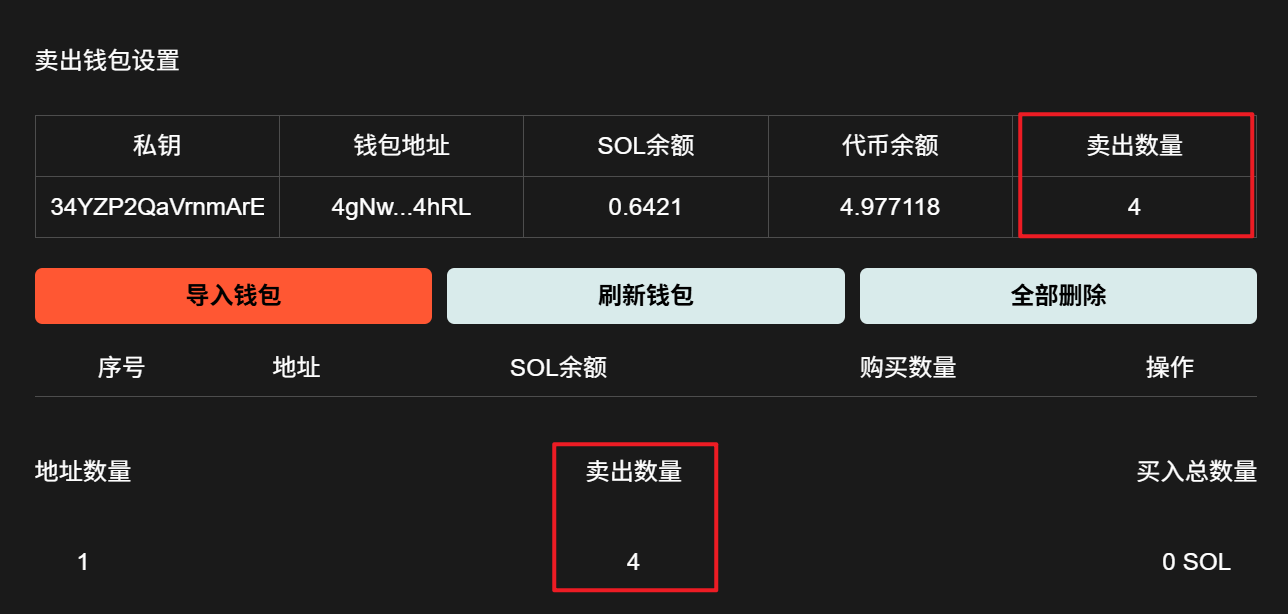 卖出钱包设置
私钥 钱包地址 SOL余额 代币余额 卖出数量
34YZP2QaVrnmArE 4gNw...4hRL 0.6421 4.977118 4
导入钱包 刷新钱包 全部删除
序号 地址 SOL余额 购买数量 操作
地址数量 卖出数量 买入总数量
1 4 0 SOL